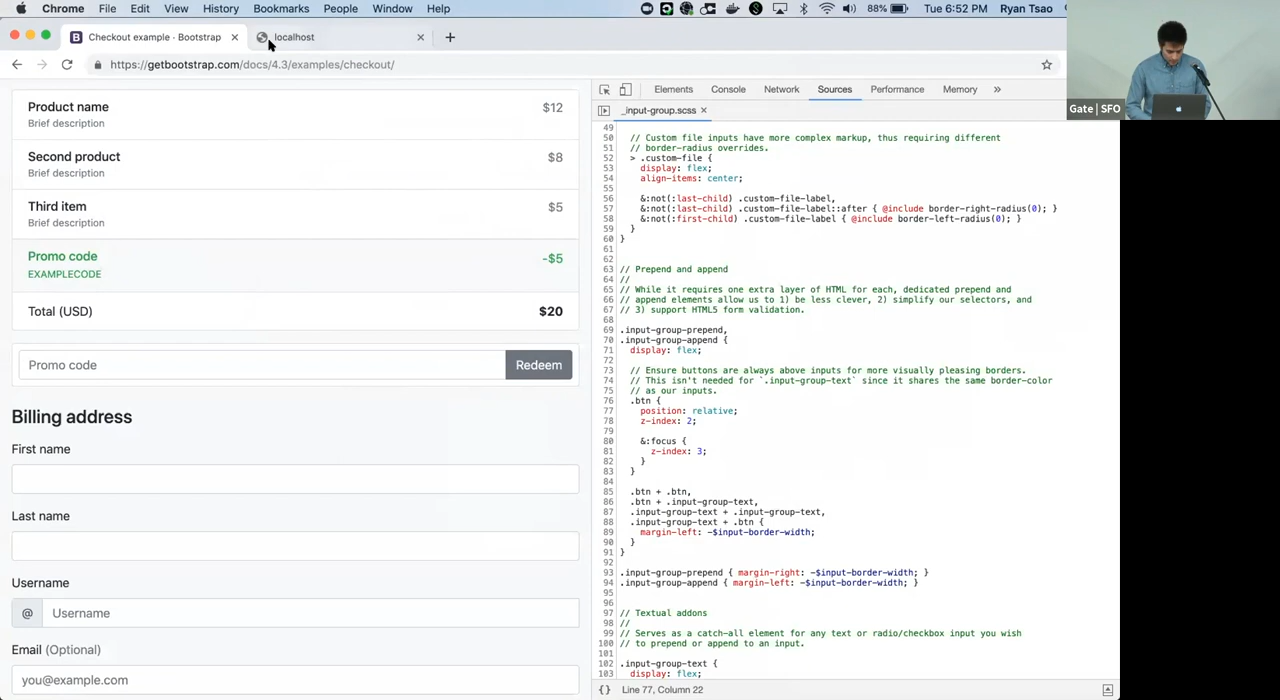 Chrome File Edit View History Bookmarks People Window Help 88% Tue 6:52 PM Ryan Tsao
Checkout example · Bootstrap localhost
https://getbootstrap.com/docs/4.3/examples/checkout/
Gate | SFO
Product name $12
Brief description
Second product $8
Brief description
Third item $5
Brief description
Promo code -$5
EXAMPLECODE
Total (USD) $20
Promo code Redeem
Billing address
First name
Last name
Username
@ Username
Email (Optional)
you@example.com
Elements Console Network Sources Performance Memory »
_input-group.scss
49
50 // Custom file inputs have more complex markup, thus requiring different
51 // border-radius overrides.
52 > .custom-file {
53 display: flex;
54 align-items: center;
55
56 &:not(:last-child) .custom-file-label,
57 &:not(:last-child) .custom-file-label::after { @include border-right-radius(0); }
58 &:not(:first-child) .custom-file-label { @include border-left-radius(0); }
59 }
60 }
61
62
63 // Prepend and append
64 //
65 // While it requires one extra layer of HTML for each, dedicated prepend and
66 // append elements allow us to 1) be less clever, 2) simplify our selectors, and
67 // 3) support HTML5 form validation.
68
69 .input-group-prepend,
70 .input-group-append {
71 display: flex;
72
73 // Ensure buttons are always above inputs for more visually pleasing borders.
74 // This isn't needed for `.input-group-text` since it shares the same border-color
75 // as our inputs.
76 .btn {
77 position: relative;
78 z-index: 2;
79
80 &:focus {
81 z-index: 3;
82 }
83 }
84
85 .btn + .btn,
86 .btn + .input-group-text,
87 .input-group-text + .input-group-text,
88 .input-group-text + .btn {
89 margin-left: -$input-border-width;
90 }
91 }
92
93 .input-group-prepend { margin-right: -$input-border-width; }
94 .input-group-append { margin-left: -$input-border-width; }
95
96
97 // Textual addons
98 //
99 // Serves as a catch-all element for any text or radio/checkbox input you wish
100 // to prepend or append to an input.
101
102 .input-group-text {
103 display: flex;
{} Line 77, Column 22